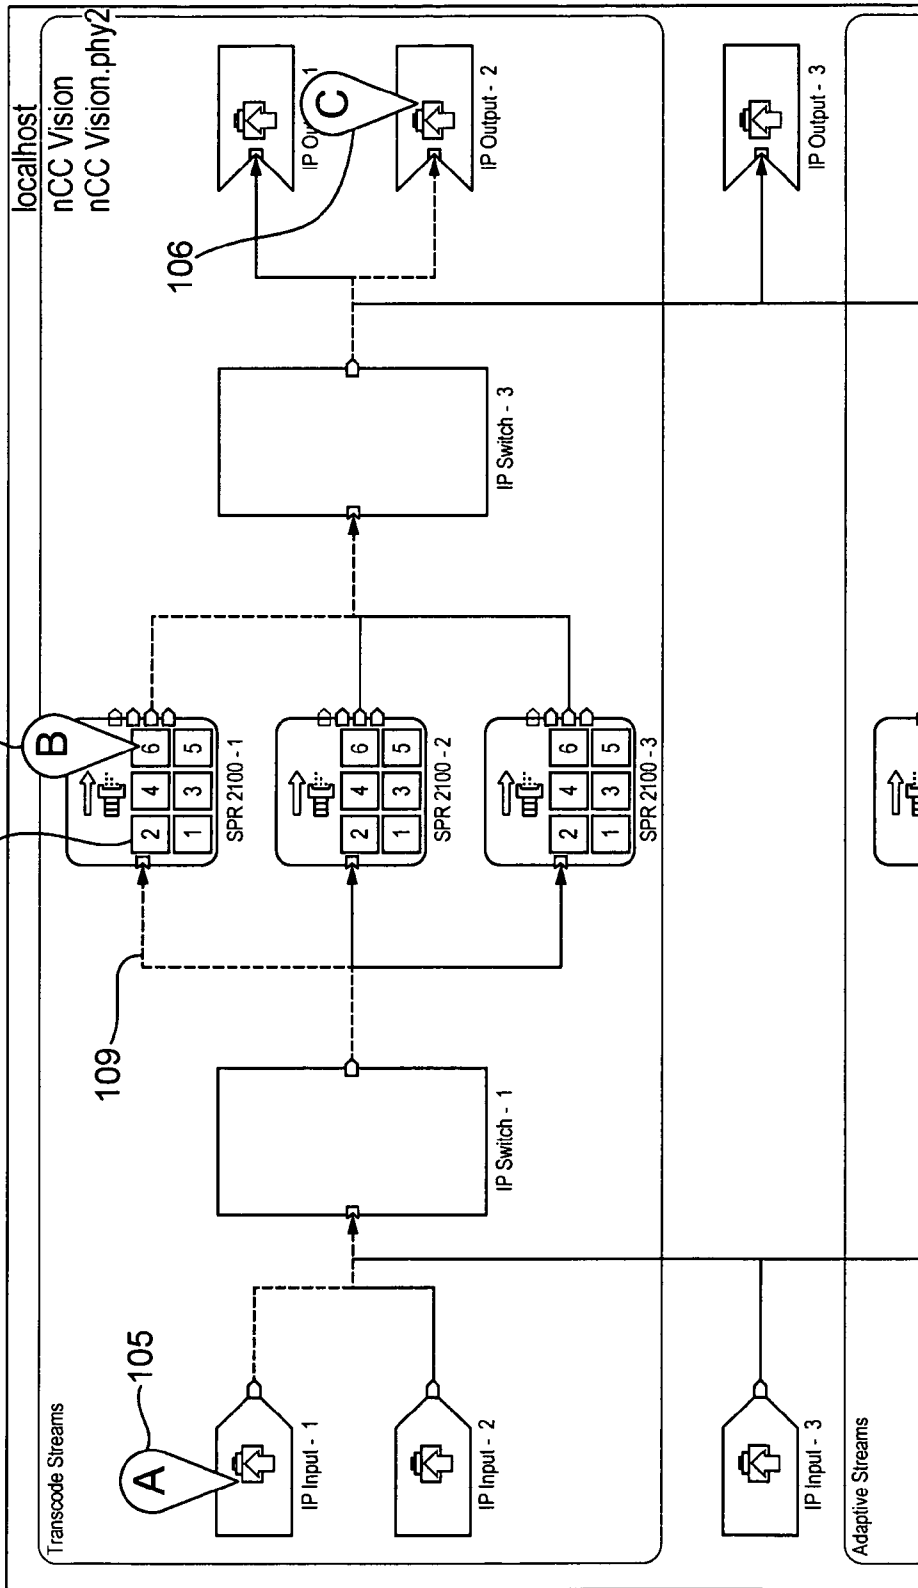 localhost
nCC Vision
nCC Vision.phy2
Transcode Streams
A
105
IP Input - 1
IP Input - 2
IP Switch - 1
109
B
2
4
6
1
3
5
SPR 2100 - 1
2
4
6
1
3
5
SPR 2100 - 2
2
4
6
1
3
5
SPR 2100 - 3
IP Switch - 3
106
C
1
IP Output - 2
IP Input - 3
IP Output - 3
Adaptive Streams